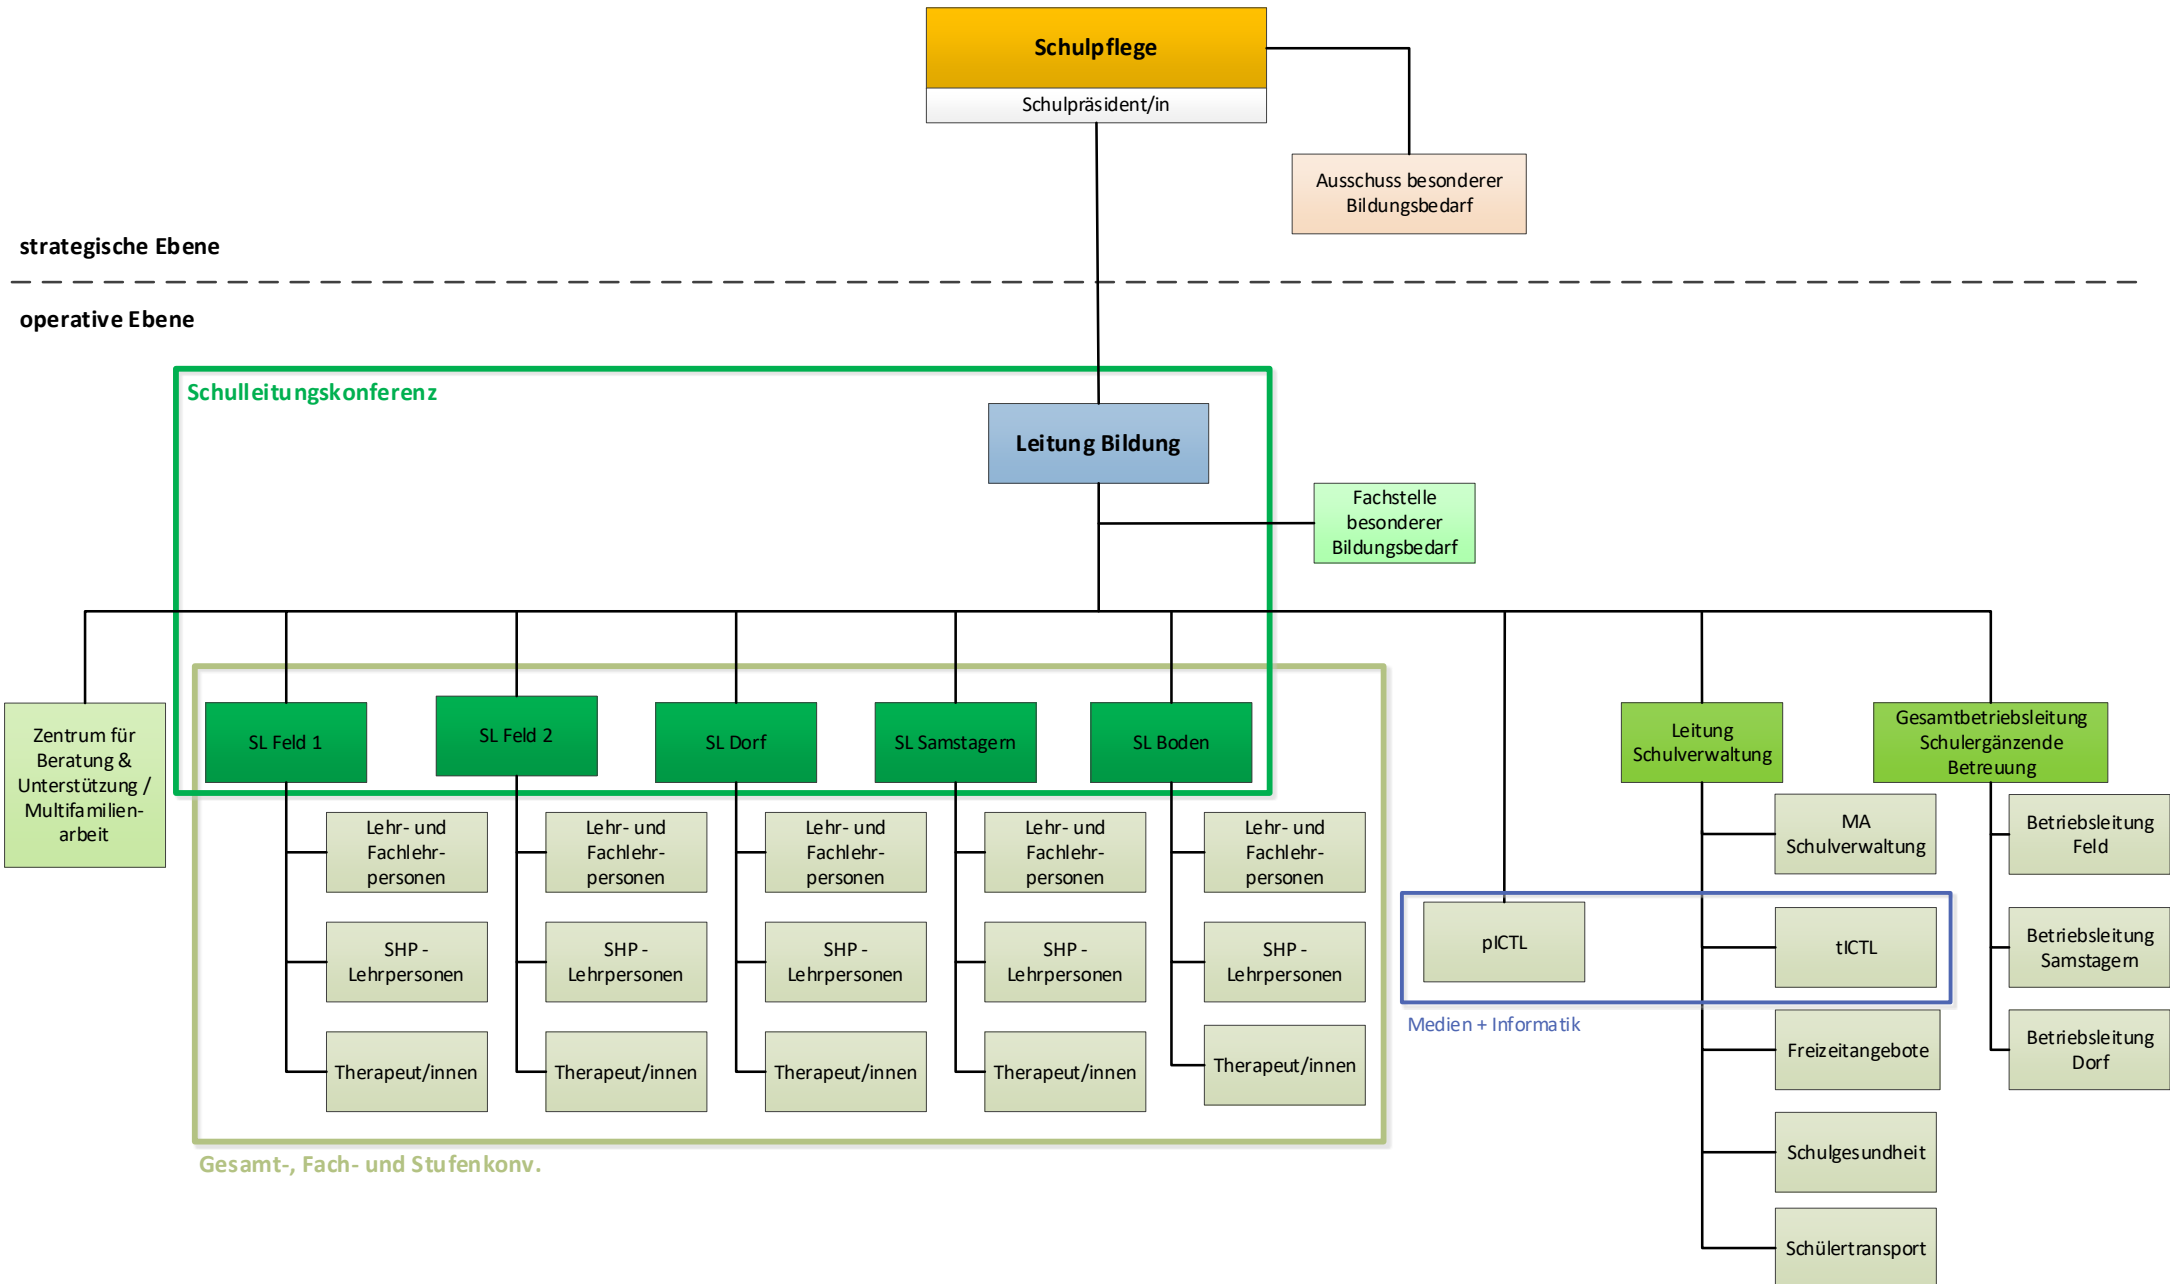 Schulpflege
Schulpräsident/in
Ausschuss besonderer
Bildungsbedarf
strategische Ebene
operative Ebene
Schulleitungskonferenz
Leitung Bildung
Fachstelle
besonderer
Bildungsbedarf
Zentrum für
Beratung &
Unterstützung /
Multifamilien-
arbeit
SL Feld 1
SL Feld 2
SL Dorf
SL Samstagern
SL Boden
Leitung
Schulverwaltung
Gesamtbetriebsleitung
Schulergänzende
Betreuung
Lehr- und
Fachlehr-
personen
Lehr- und
Fachlehr-
personen
Lehr- und
Fachlehr-
personen
Lehr- und
Fachlehr-
personen
Lehr- und
Fachlehr-
personen
MA
Schulverwaltung
Betriebsleitung
Feld
SHP -
Lehrpersonen
SHP -
Lehrpersonen
SHP -
Lehrpersonen
SHP -
Lehrpersonen
SHP -
Lehrpersonen
pICTL
tICTL
Betriebsleitung
Samstagern
Medien + Informatik
Therapeut/innen
Therapeut/innen
Therapeut/innen
Therapeut/innen
Therapeut/innen
Freizeitangebote
Betriebsleitung
Dorf
Gesamt-, Fach- und Stufenkonv.
Schulgesundheit
Schülertransport